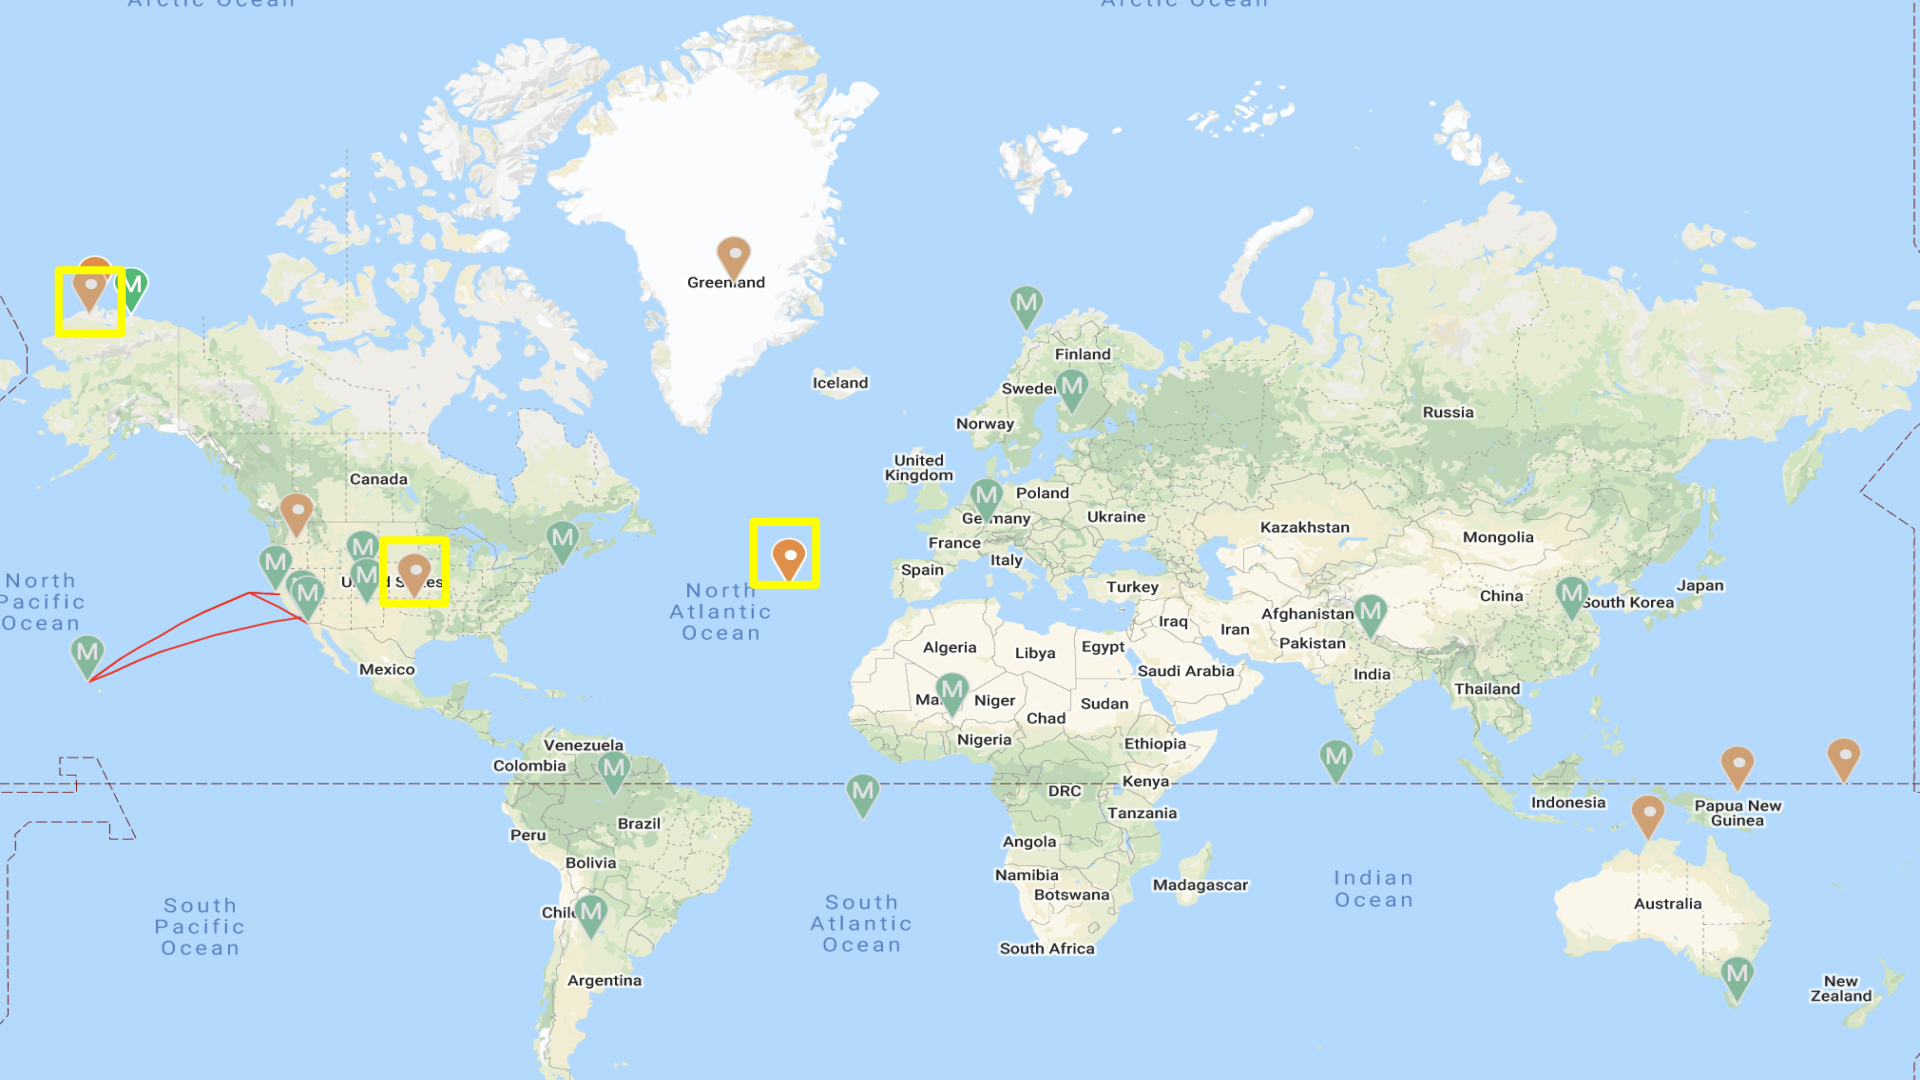 Arctic Ocean
Arctic Ocean
Greenland
M
M
Finland
Iceland
Sweden
M
Russia
Norway
United
Kingdom
Canada
M
Poland
Germany
Ukraine
Kazakhstan
Mongolia
M
France
M
M
Italy
Spain
North
Pacific
Ocean
M
United States
Turkey
Japan
M
North
Atlantic
Ocean
China
M
South Korea
Afghanistan
M
Iraq
Iran
Pakistan
Algeria
Libya
Egypt
M
Mexico
Saudi Arabia
India
Mali
M
Niger
Sudan
Thailand
Chad
Nigeria
Ethiopia
Venezuela
Colombia
M
M
Kenya
DRC
M
Indonesia
Papua New
Guinea
Tanzania
Peru
Brazil
Angola
Bolivia
Namibia
Botswana
Madagascar
Indian
Ocean
Australia
South
Pacific
Ocean
Chile
M
South
Atlantic
Ocean
South Africa
Argentina
M
New
Zealand